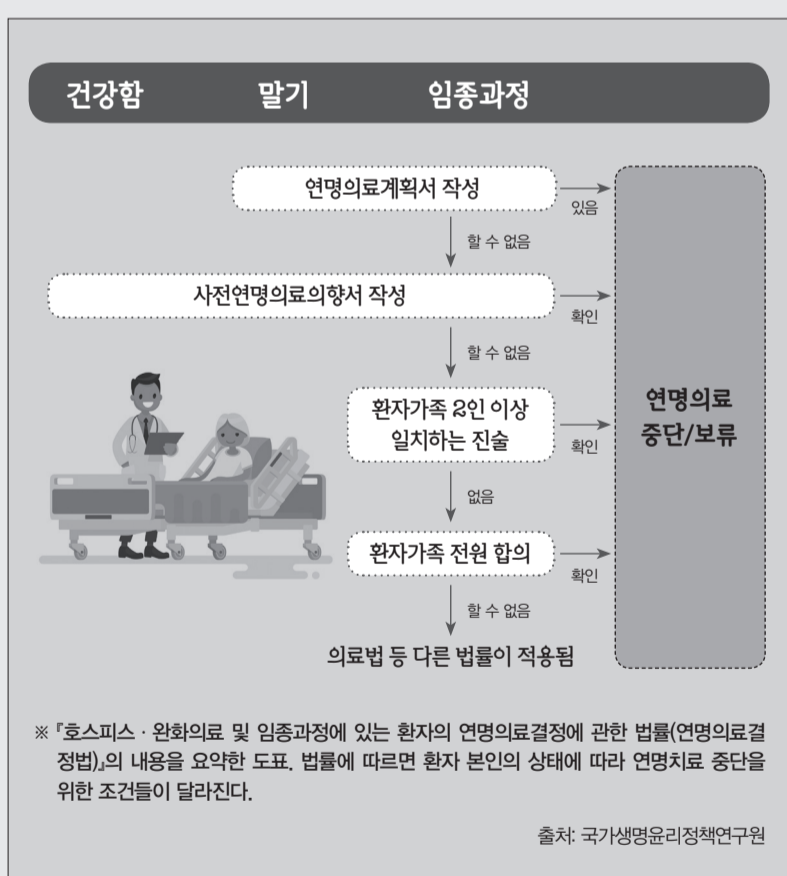 건강함 말기 임종과정
연명의료계획서 작성
있음
할 수 없음
사전연명의료의향서 작성
확인
할 수 없음
환자가족 2인 이상
일치하는 진술
확인
연명의료
중단/보류
없음
환자가족 전원 합의
확인
할 수 없음
의료법 등 다른 법률이 적용됨
※ 『호스피스 · 완화의료 및 임종과정에 있는 환자의 연명의료결정에 관한 법률(연명의료결
정법)』의 내용을 요약한 도표. 법률에 따르면 환자 본인의 상태에 따라 연명치료 중단을
위한 조건들이 달라진다.
출처: 국가생명윤리정책연구원